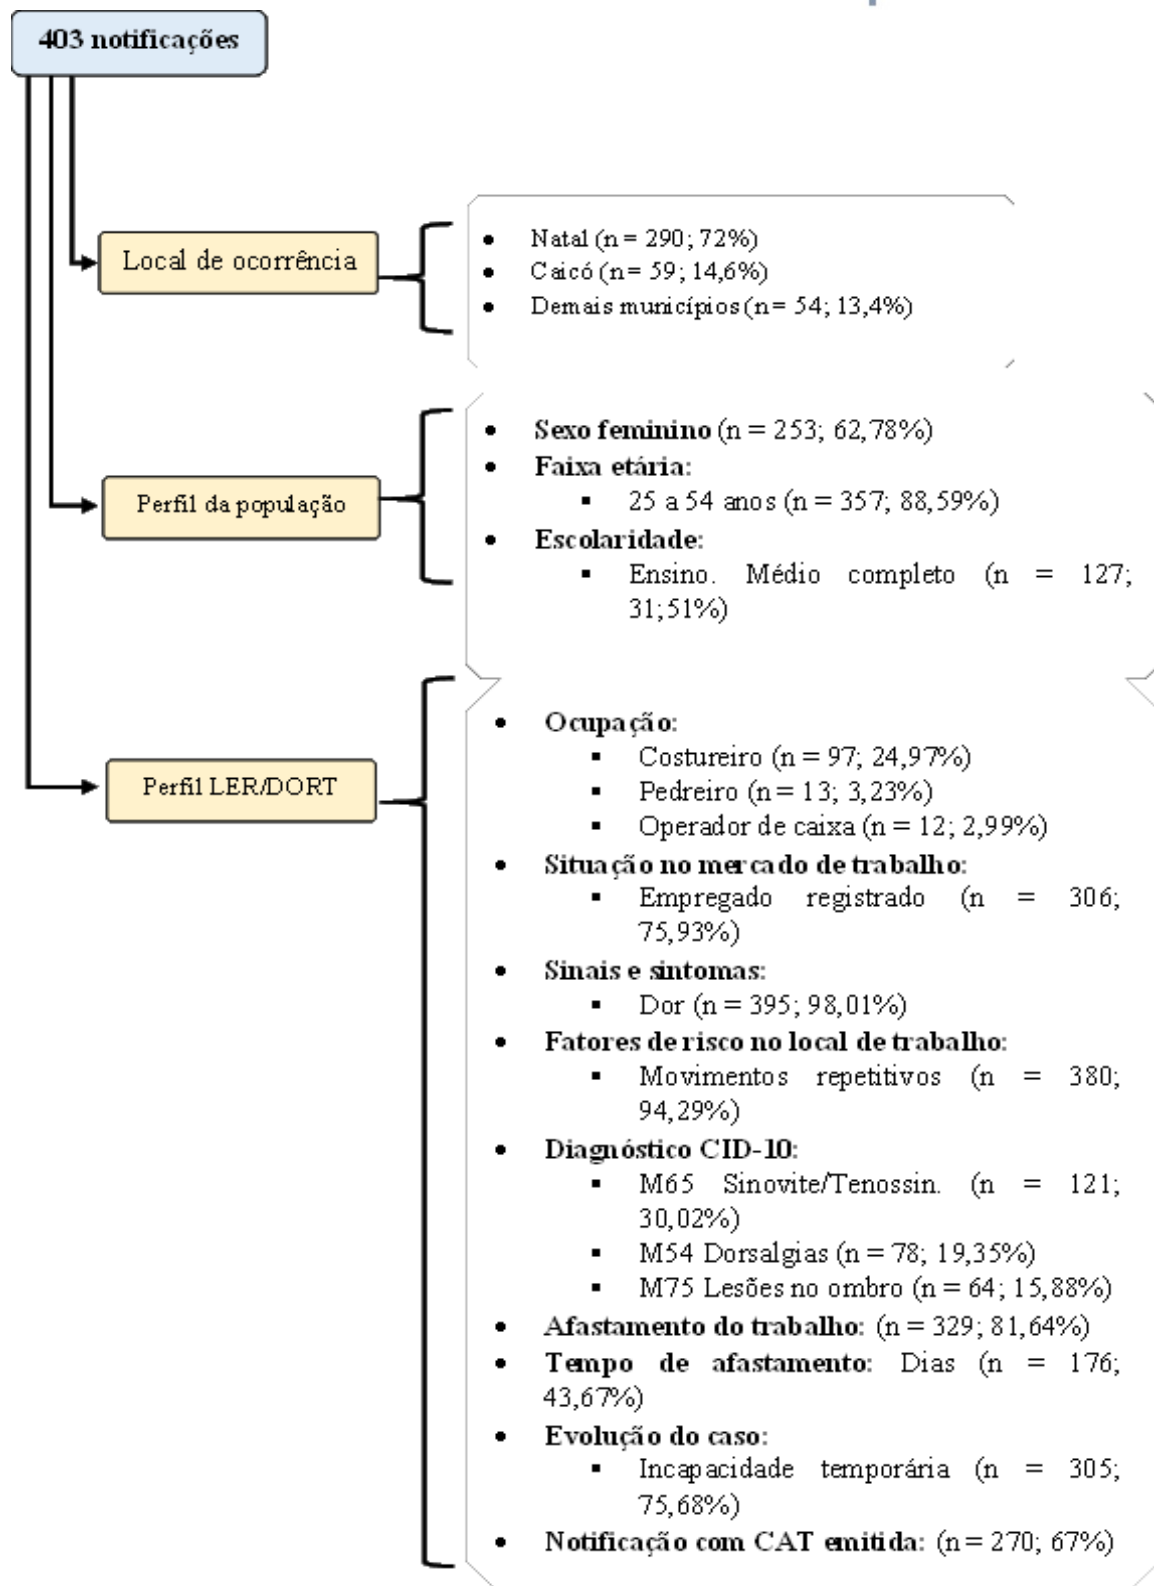 403 notificações
Local de ocorrência
• Natal (n = 290; 72%)
• Caicó (n = 59; 14,6%)
• Demais municípios (n = 54; 13,4%)
Perfil da população
• Sexo feminino (n = 253; 62,78%)
• Faixa etária:
▪ 25 a 54 anos (n = 357; 88,59%)
• Escolaridade:
▪ Ensino. Médio completo (n = 127;
31;51%)
Perfil LER/DORT
• Ocupação:
▪ Costureiro (n = 97; 24,97%)
▪ Pedreiro (n = 13; 3,23%)
▪ Operador de caixa (n = 12; 2,99%)
• Situação no mercado de trabalho:
▪ Empregado registrado (n = 306;
75,93%)
• Sinais e sintomas:
▪ Dor (n = 395; 98,01%)
• Fatores de risco no local de trabalho:
▪ Movimentos repetitivos (n = 380;
94,29%)
• Diagnóstico CID-10:
▪ M65 Sinovite/Tenossin. (n = 121;
30,02%)
▪ M54 Dorsalgias (n = 78; 19,35%)
▪ M75 Lesões no ombro (n = 64; 15,88%)
• Afastamento do trabalho: (n = 329; 81,64%)
• Tempo de afastamento: Dias (n = 176;
43,67%)
• Evolução do caso:
▪ Incapacidade temporária (n = 305;
75,68%)
• Notificação com CAT emitida: (n = 270; 67%)